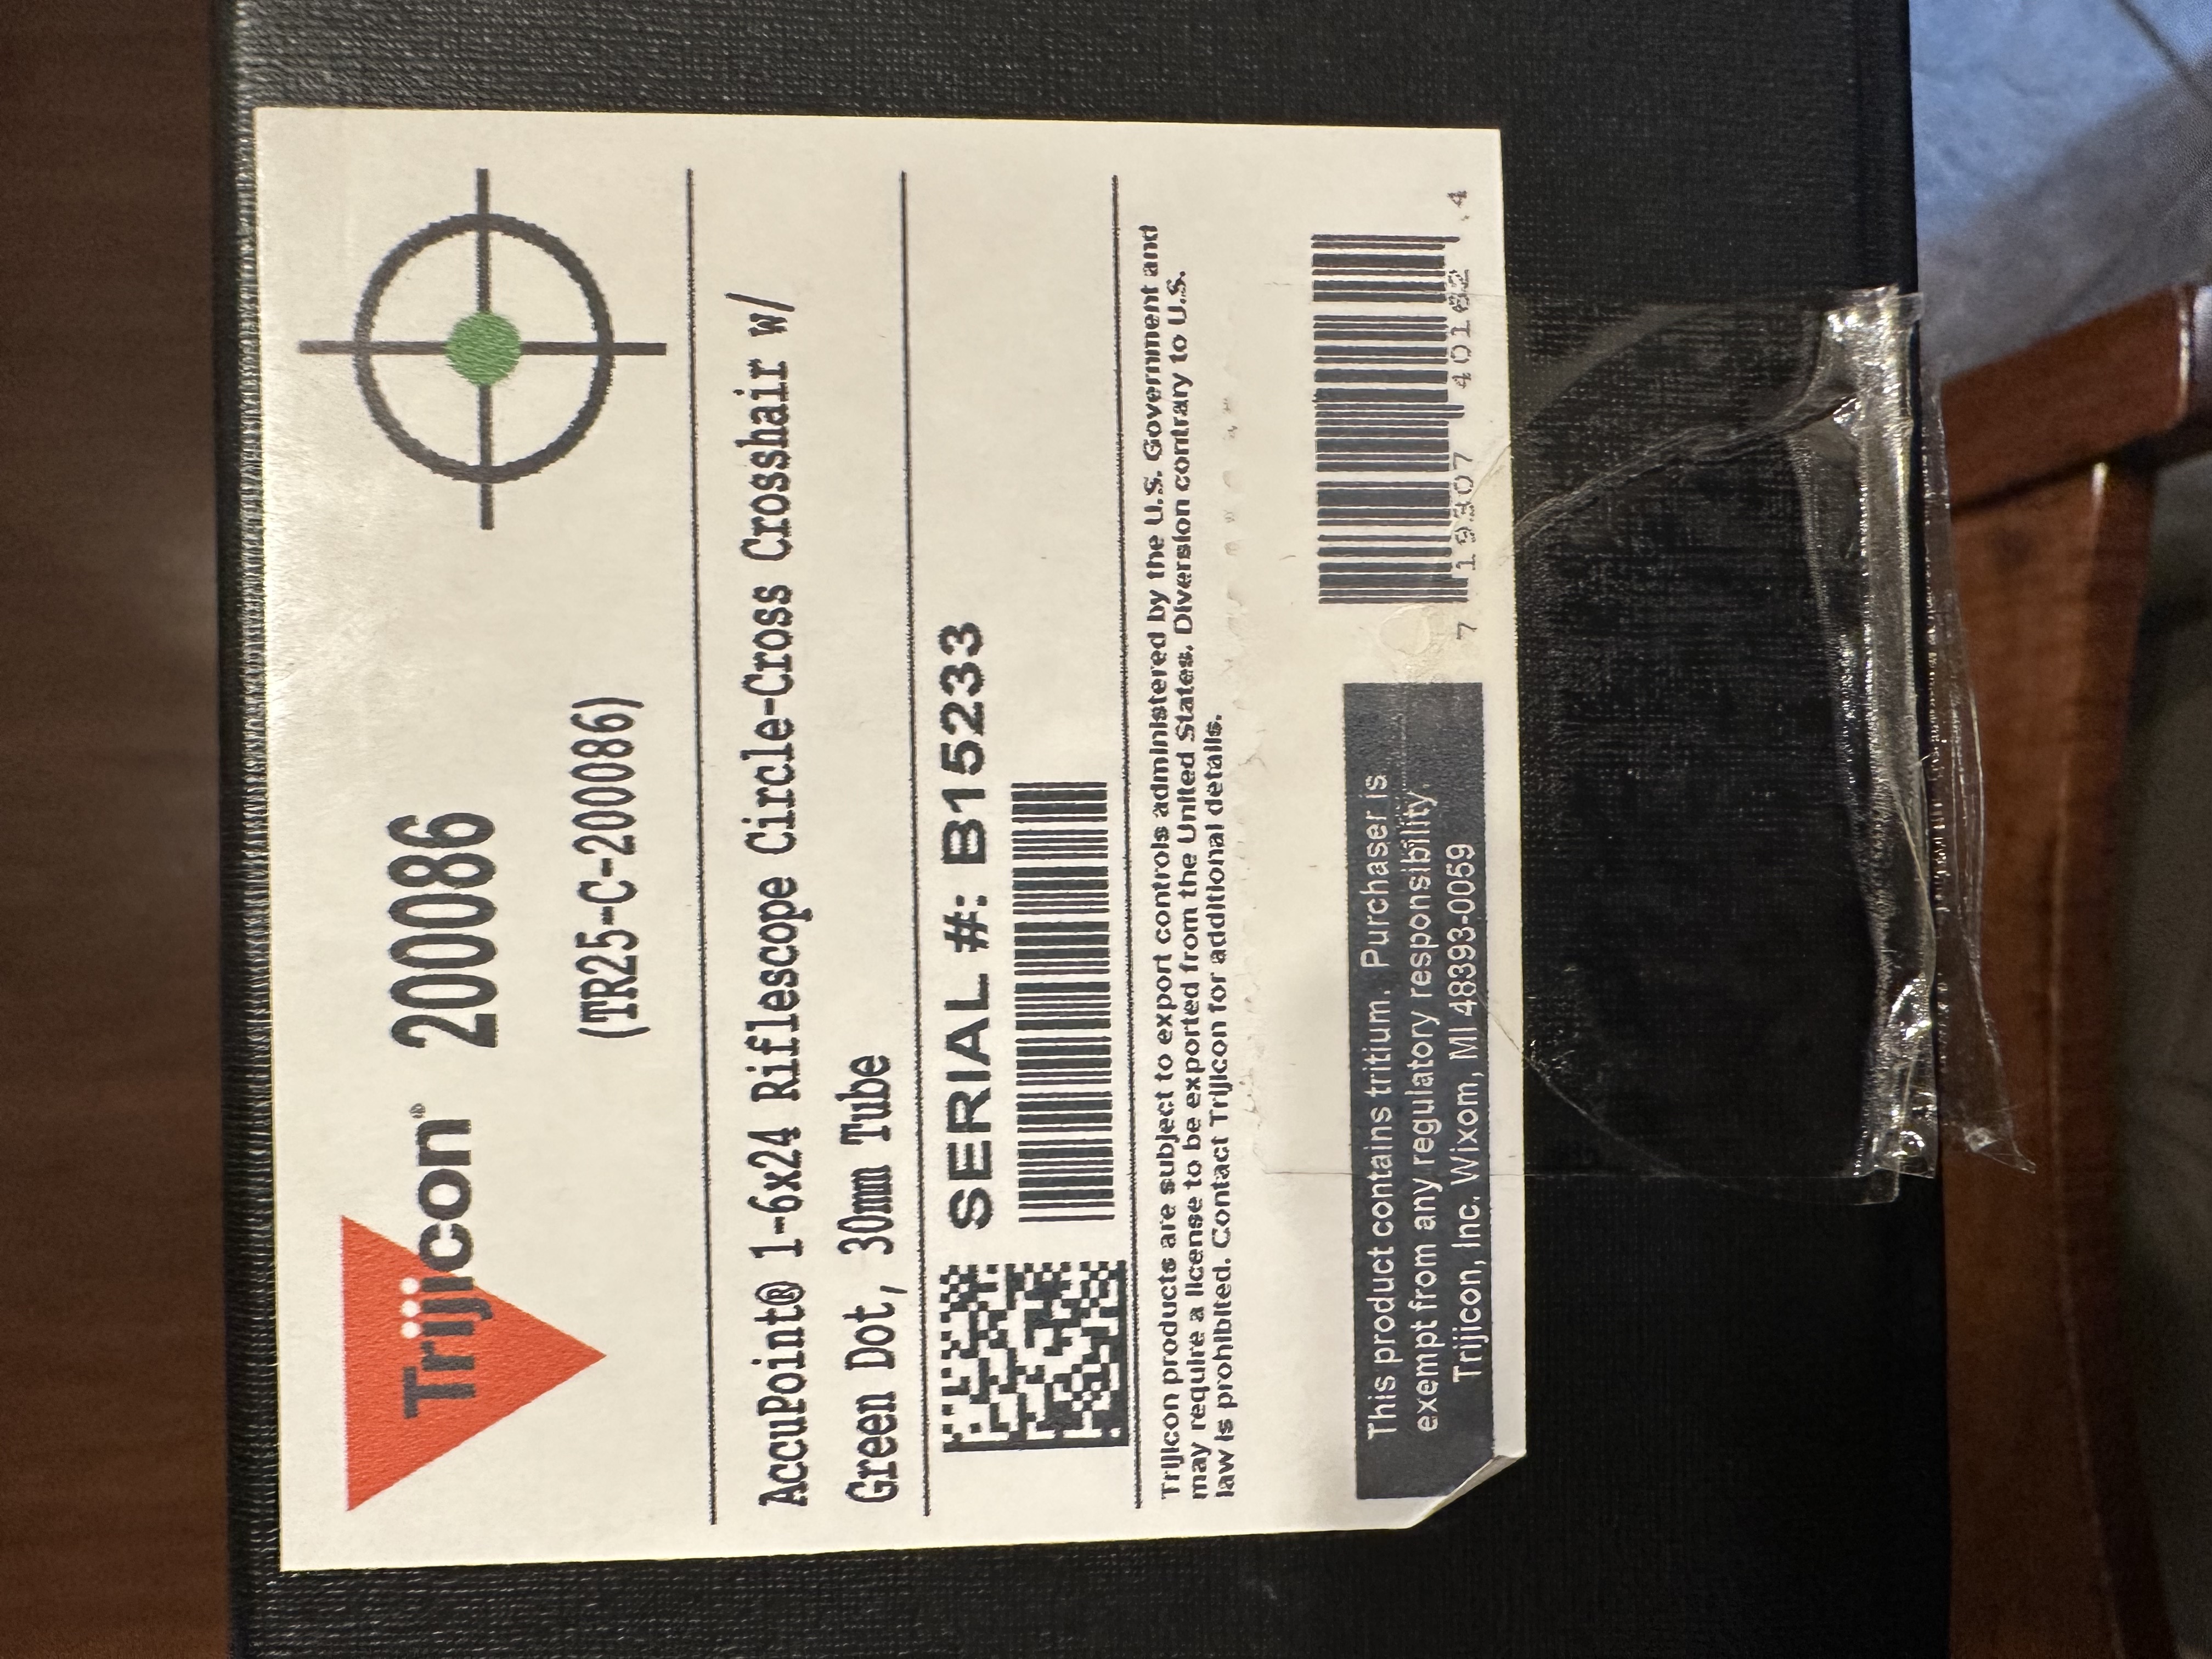 Trijicon® 200086
(TR25-C-200086)
AccuPoint® 1-6x24 Riflescope Circle-Cross Crosshair w/
Green Dot, 30mm Tube
SERIAL #: B15233
Trijicon products are subject to export controls administered by the U.S. Government and
may require a license to be exported from the United States. Diversion contrary to U.S.
law is prohibited. Contact Trijicon for additional details.
This product contains tritium. Purchaser is
exempt from any regulatory responsibility.
Trijicon, Inc. Wixom, MI 48393-0059
7 19307 40182 4